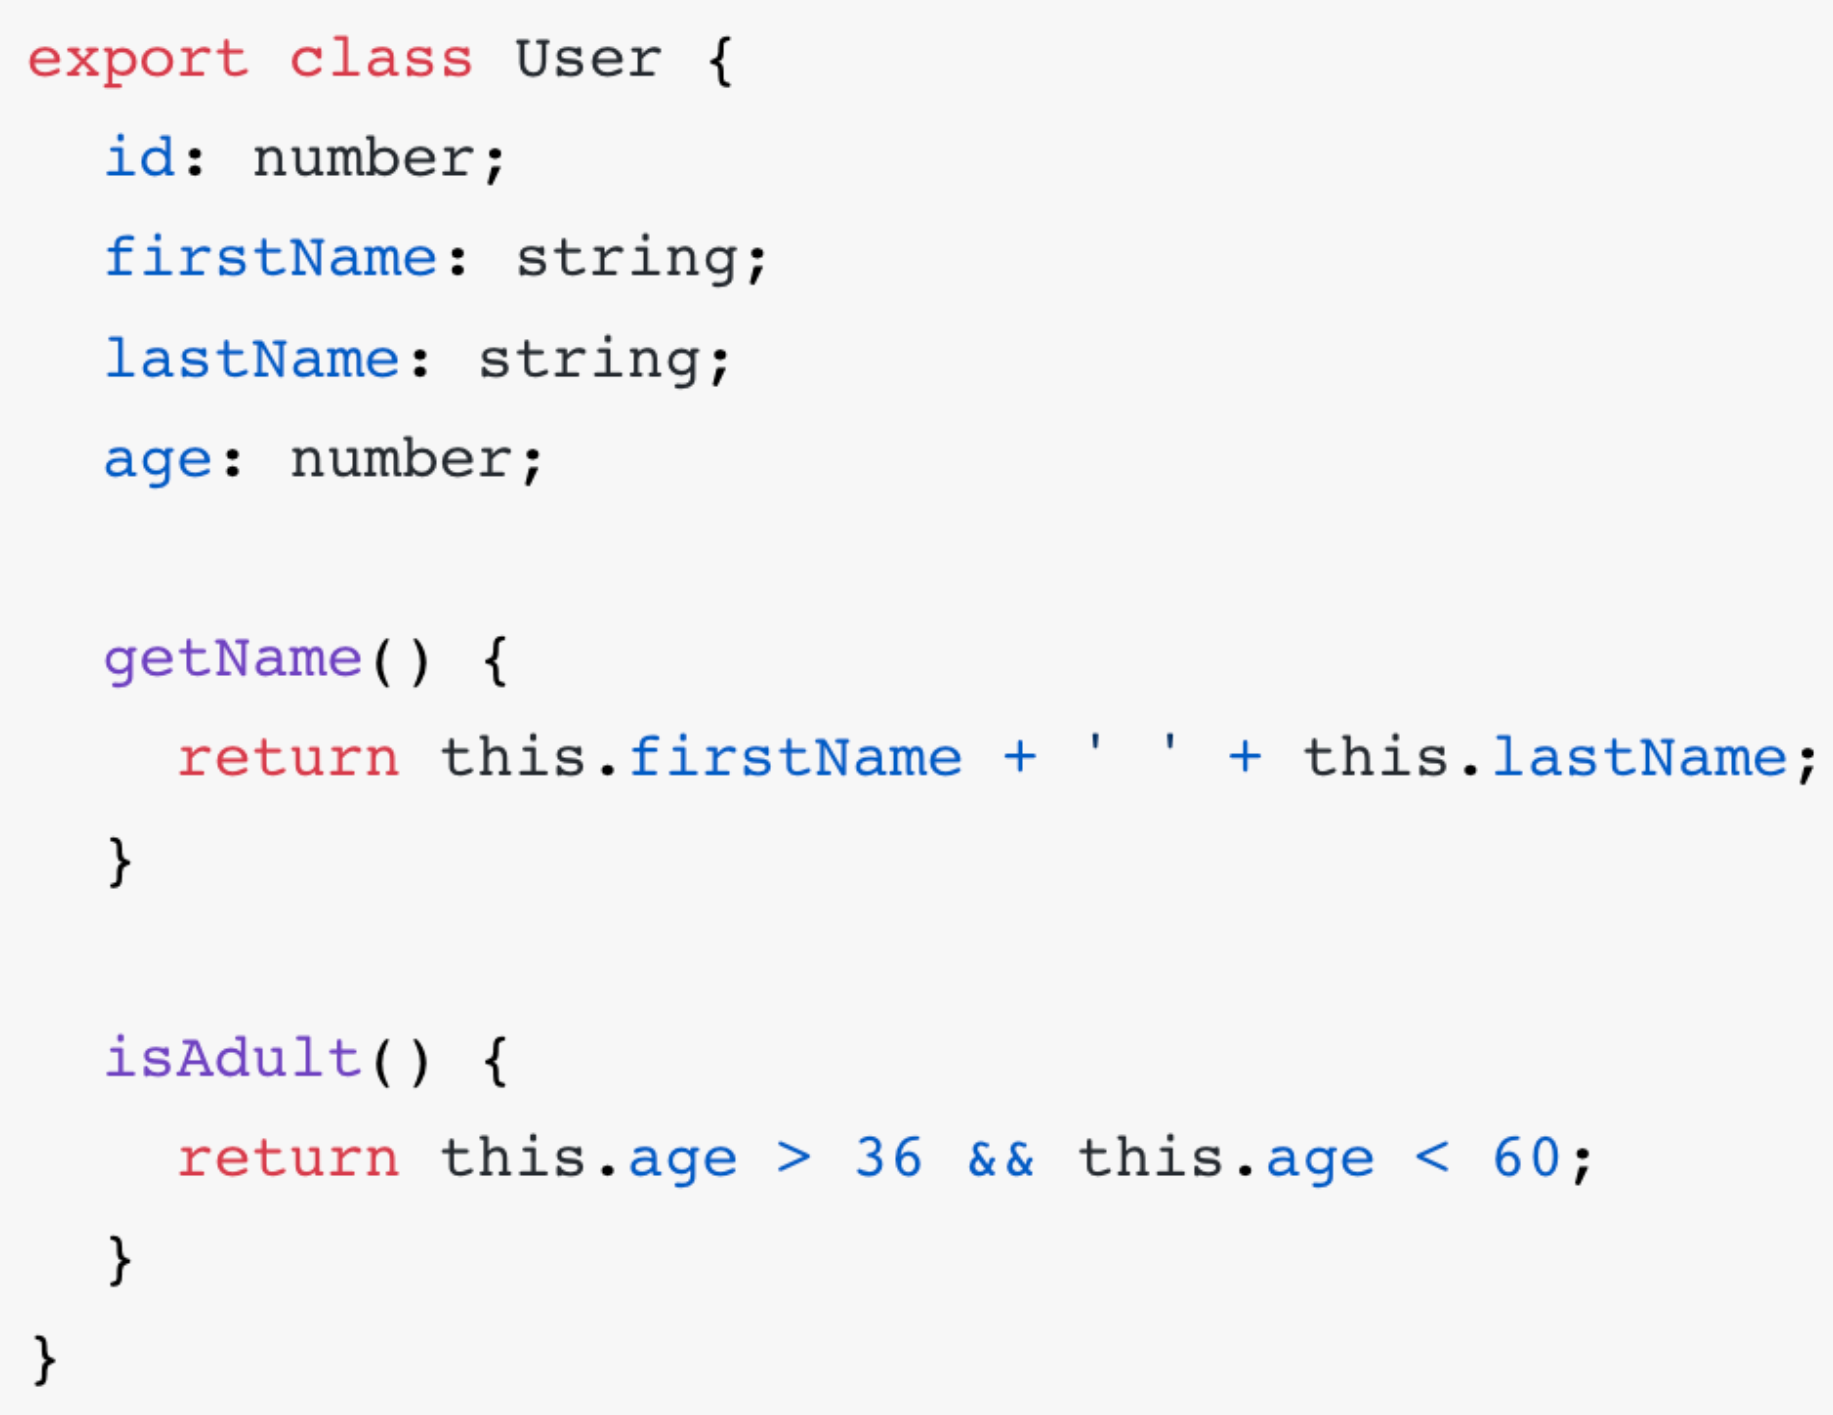 export class User {
  id: number;
  firstName: string;
  lastName: string;
  age: number;

  getName() {
    return this.firstName + ' ' + this.lastName;
  }

  isAdult() {
    return this.age > 36 && this.age < 60;
  }
}